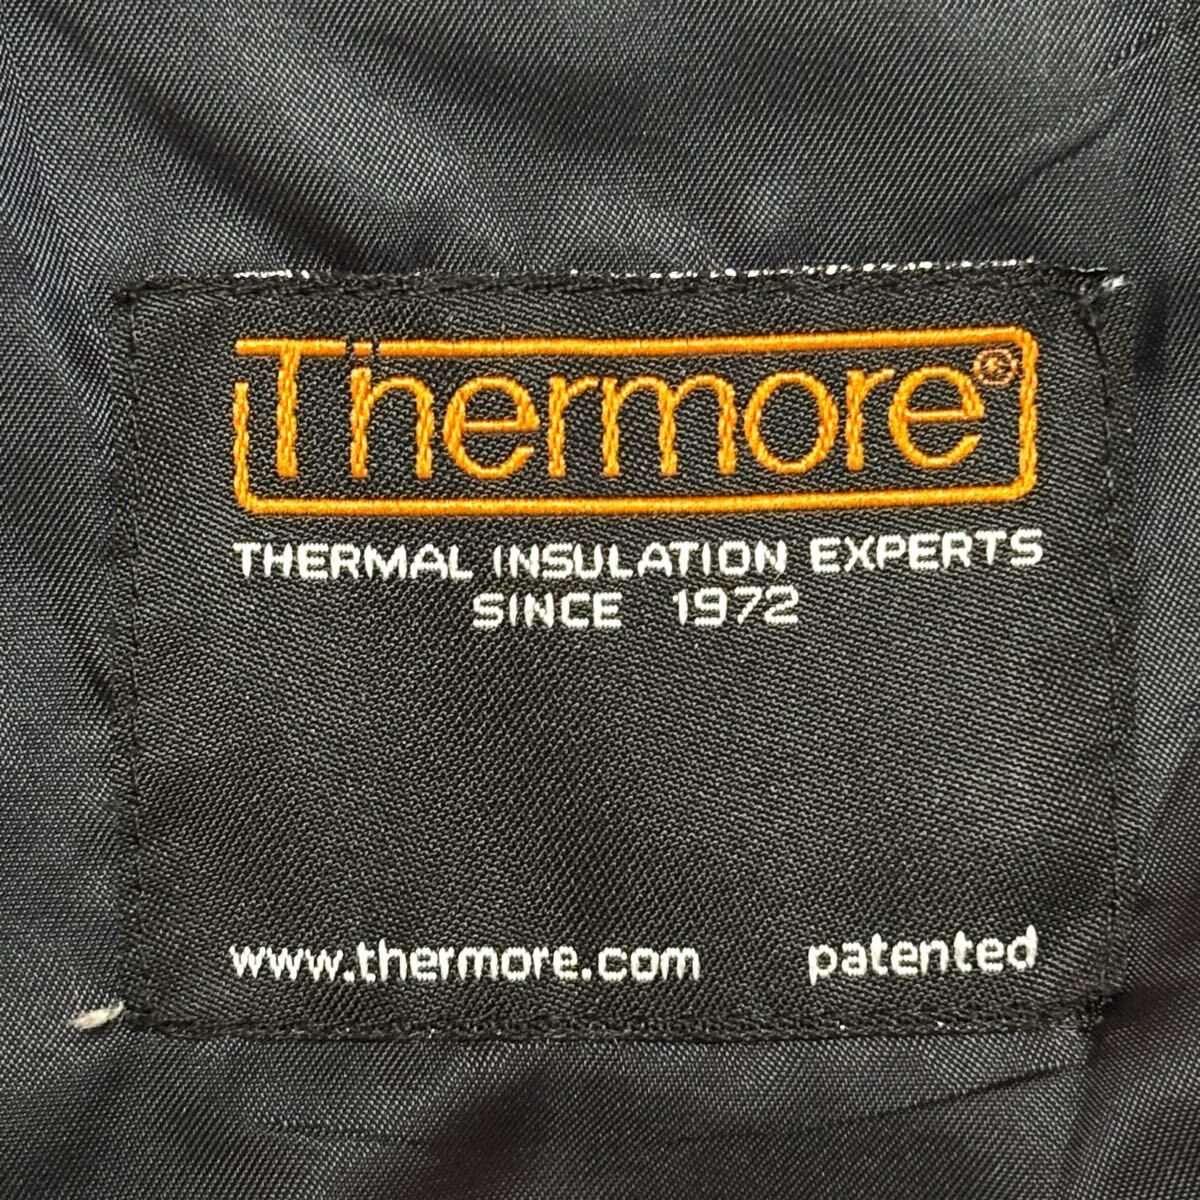 Thermore®
THERMAL INSULATION EXPERTS
SINCE 1972
www.thermore.com patented